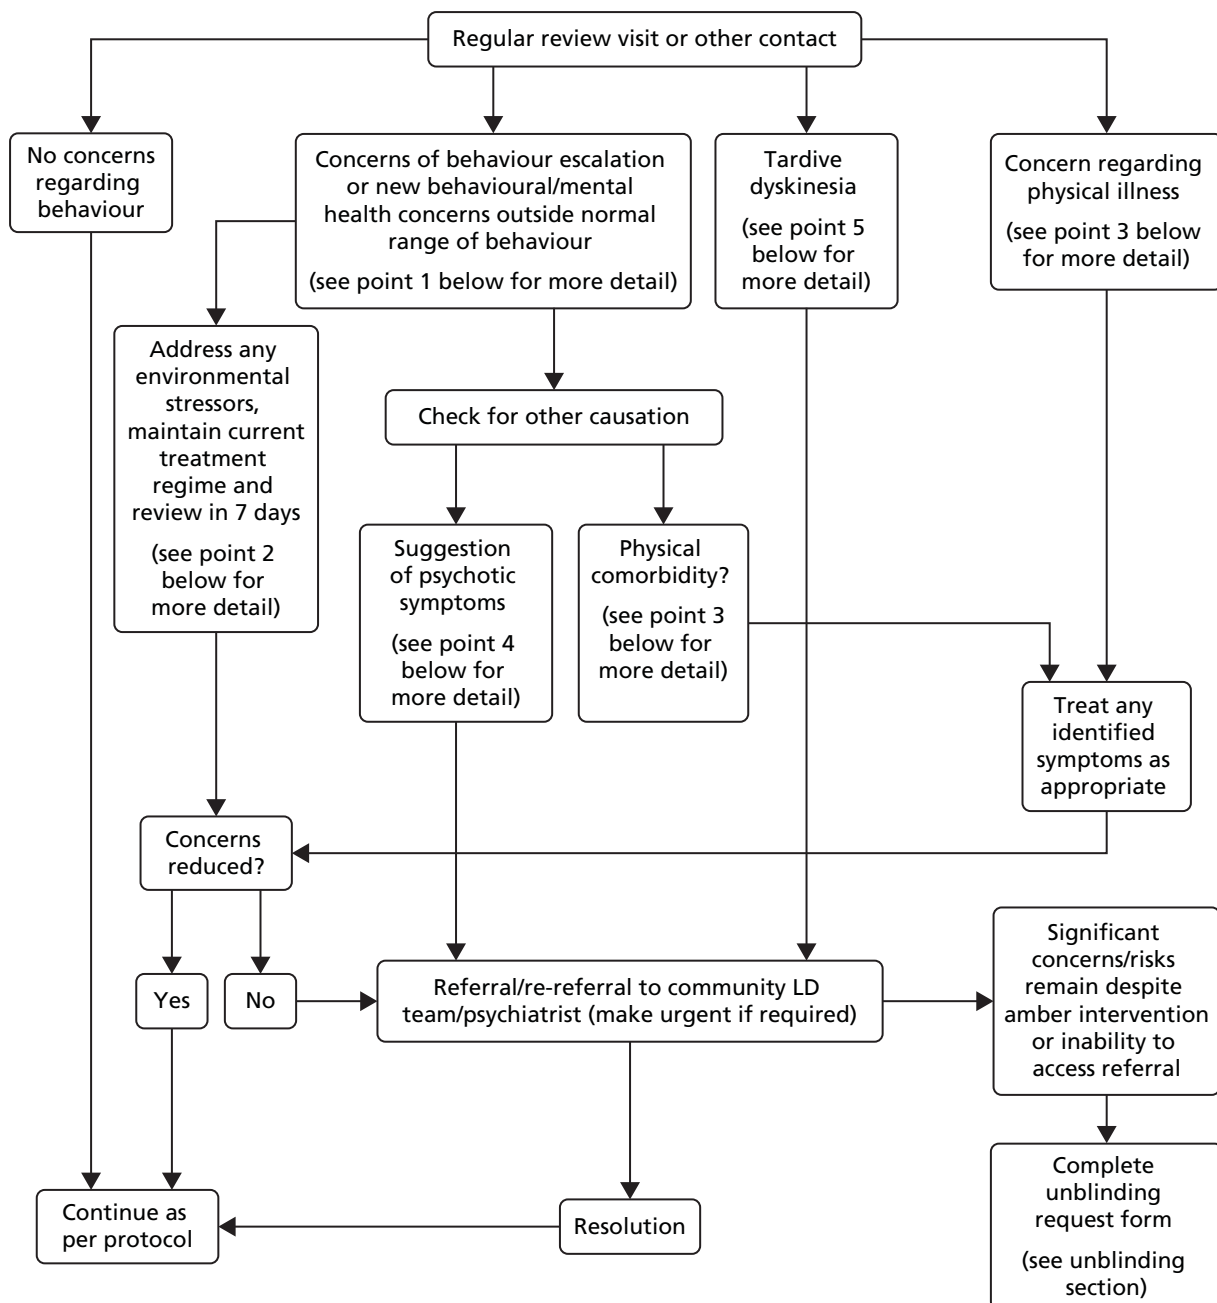 Regular review visit or other contact
No concerns
regarding
behaviour
Concerns of behaviour escalation
or new behavioural/mental
health concerns outside normal
range of behaviour
(see point 1 below for more detail)
Tardive
dyskinesia
(see point 5
below for
more detail)
Concern regarding
physical illness
(see point 3 below
for more detail)
Address any
environmental
stressors,
maintain current
treatment
regime and
review in 7 days
(see point 2
below for
more detail)
Check for other causation
Suggestion
of psychotic
symptoms
(see point 4
below for
more detail)
Physical
comorbidity?
(see point 3
below for
more detail)
Treat any
identified
symptoms as
appropriate
Concerns
reduced?
Yes
No
Referral/re-referral to community LD
team/psychiatrist (make urgent if required)
Significant
concerns/risks
remain despite
amber intervention
or inability to
access referral
Continue as
per protocol
Resolution
Complete
unblinding
request form
(see unblinding
section)